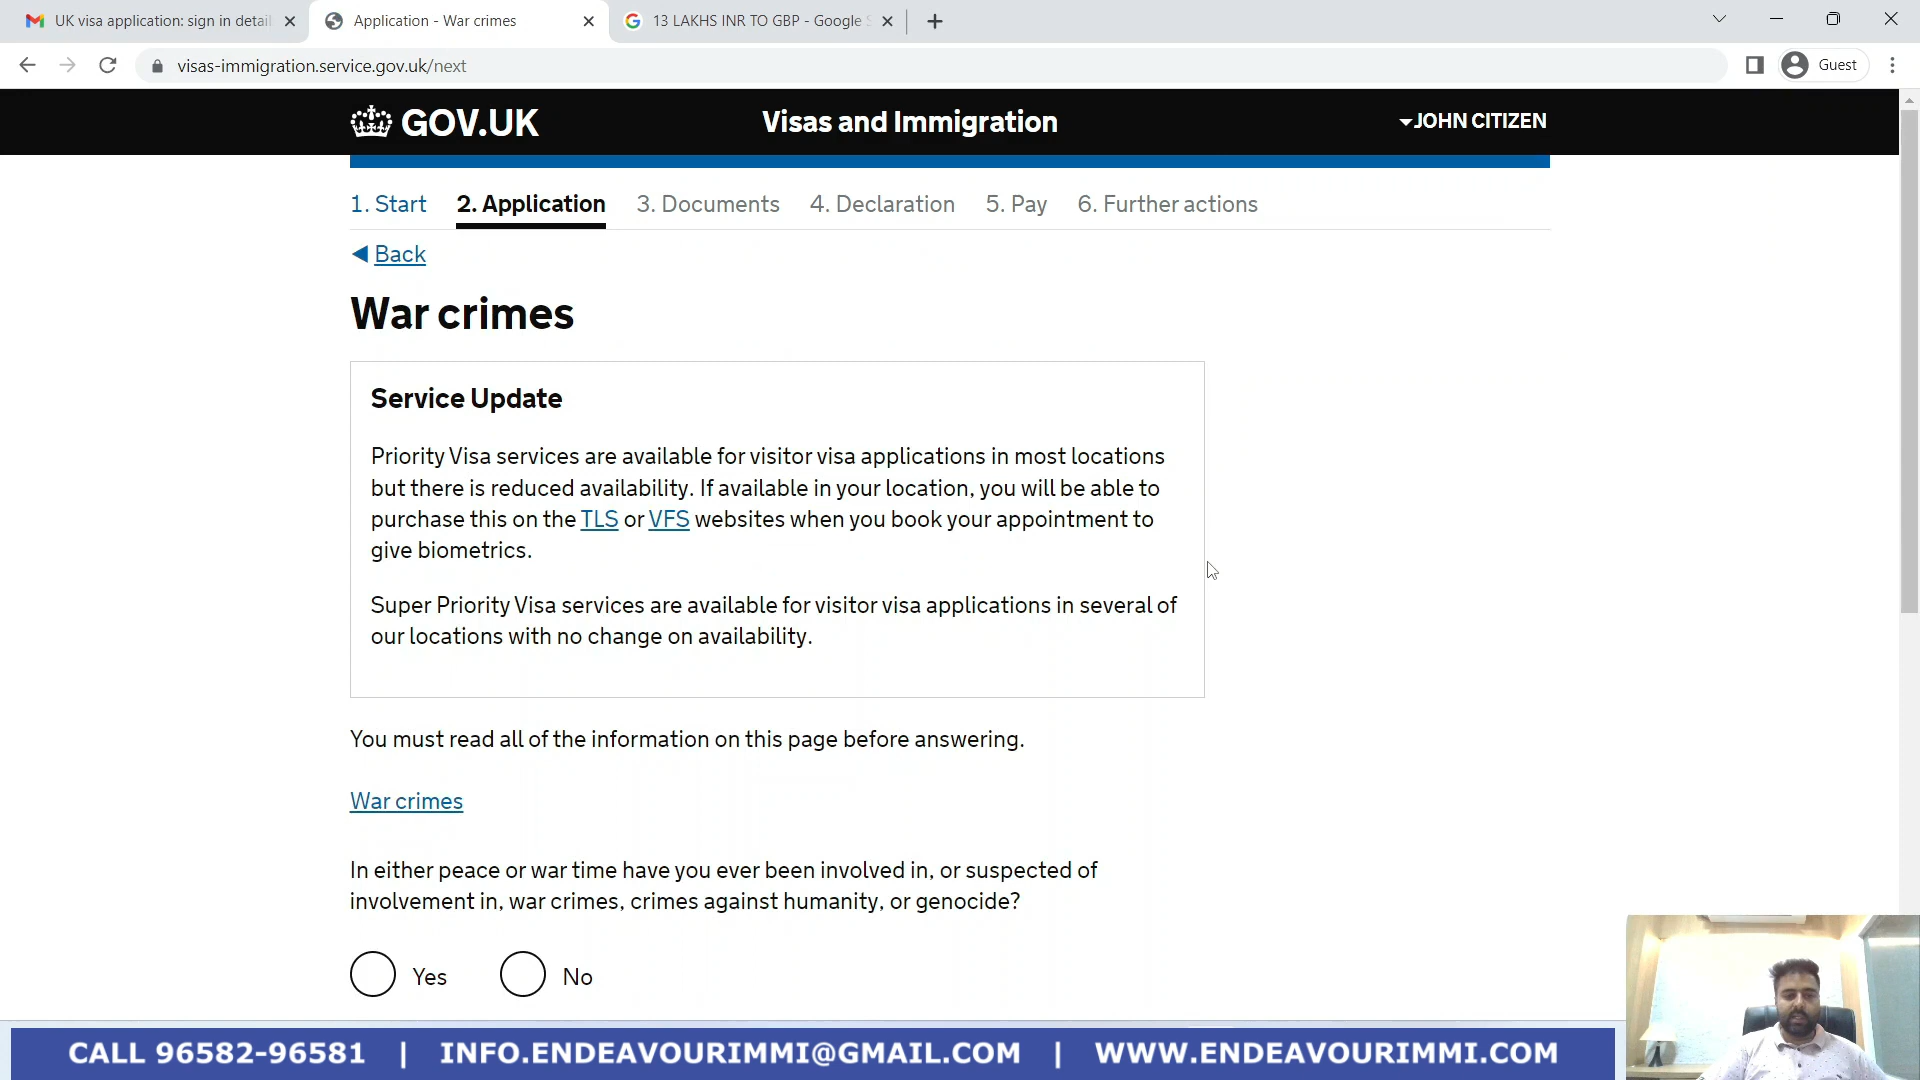 UK visa application: sign in detail
Application - War crimes
13 LAKHS INR TO GBP - Google S
visas-immigration.service.gov.uk/next
Guest
GOV.UK
Visas and Immigration
JOHN CITIZEN
1. Start
2. Application
3. Documents
4. Declaration
5. Pay
6. Further actions
Back
War crimes
Service Update
Priority Visa services are available for visitor visa applications in most locations
but there is reduced availability. If available in your location, you will be able to
purchase this on the TLS or VFS websites when you book your appointment to
give biometrics.
Super Priority Visa services are available for visitor visa applications in several of
our locations with no change on availability.
You must read all of the information on this page before answering.
War crimes
In either peace or war time have you ever been involved in, or suspected of
involvement in, war crimes, crimes against humanity, or genocide?
Yes
No
CALL 96582-96581 | INFO.ENDEAVOURIMMI@GMAIL.COM | WWW.ENDEAVOURIMMI.COM